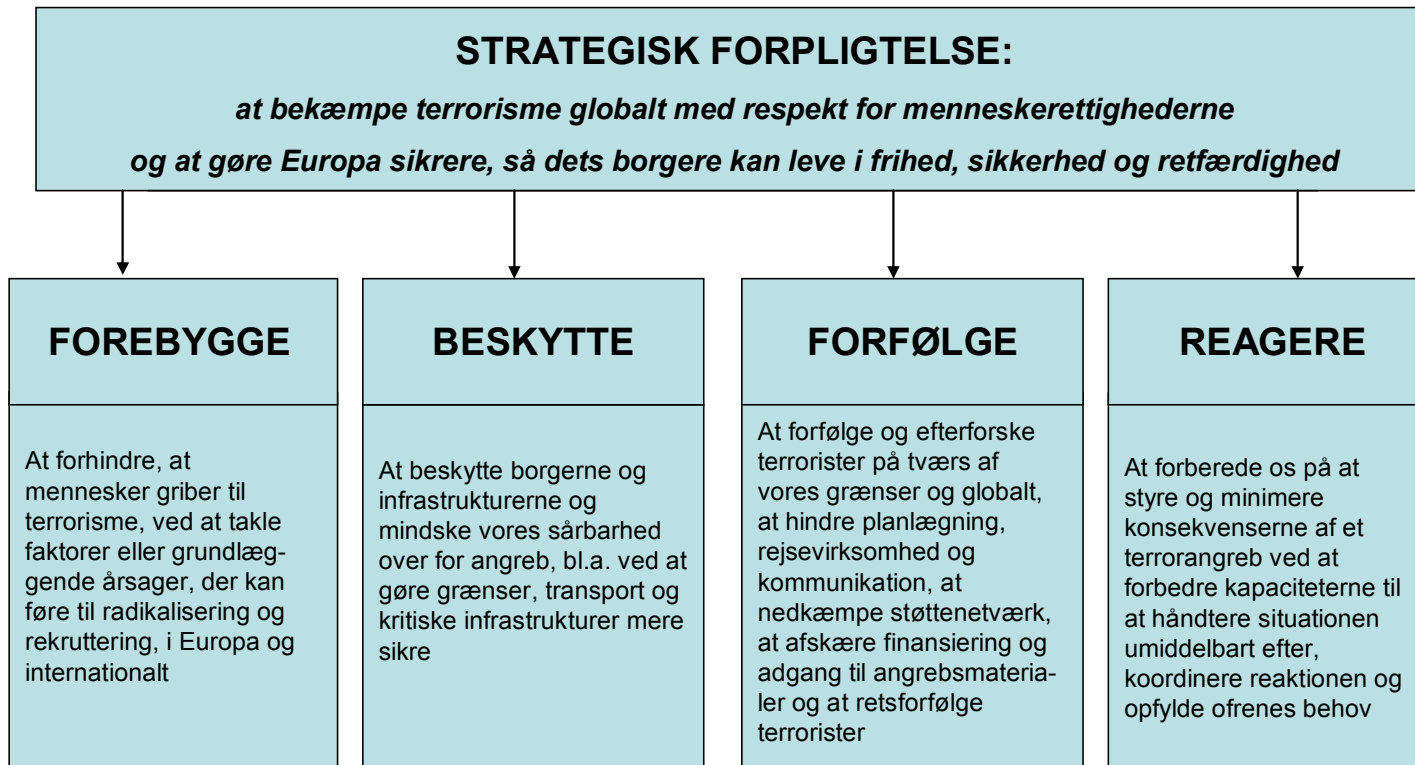 STRATEGISK FORPLIGTELSE:
at bekæmpe terrorisme globalt med respekt for menneskerettighederne
og at gøre Europa sikrere, så dets borgere kan leve i frihed, sikkerhed og retfærdighed
FOREBYGGE
At forhindre, at
mennesker griber til
terrorisme, ved at takle
faktorer eller grundlæg-
gende årsager, der kan
føre til radikalisering og
rekruttering, i Europa og
internationalt
BESKYTTE
At beskytte borgerne og
infrastrukturerne og
mindske vores sårbarhed
over for angreb, bl.a. ved at
gøre grænser, transport og
kritiske infrastrukturer mere
sikre
FORFØLGE
At forfølge og efterforske
terrorister på tværs af
vores grænser og globalt,
at hindre planlægning,
rejsevirksomhed og
kommunikation, at
nedkæmpe støttenetværk,
at afskære finansiering og
adgang til angrebsmateria-
ler og at retsforfølge
terrorister
REAGERE
At forberede os på at
styre og minimere
konsekvenserne af et
terrorangreb ved at
forbedre kapaciteterne til
at håndtere situationen
umiddelbart efter,
koordinere reaktionen og
opfylde ofrenes behov